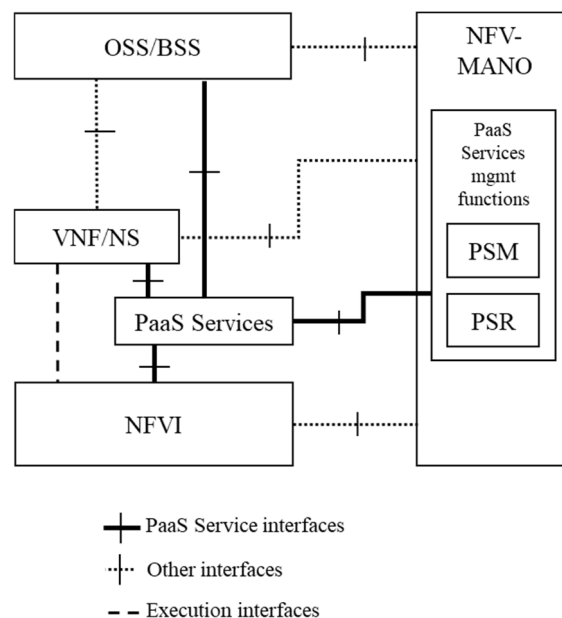 OSS/BSS
NFV-
MANO
PaaS
Services
mgmt
functions
VNF/NS
PSM
PaaS Services
PSR
NFVI
PaaS Service interfaces
Other interfaces
Execution interfaces